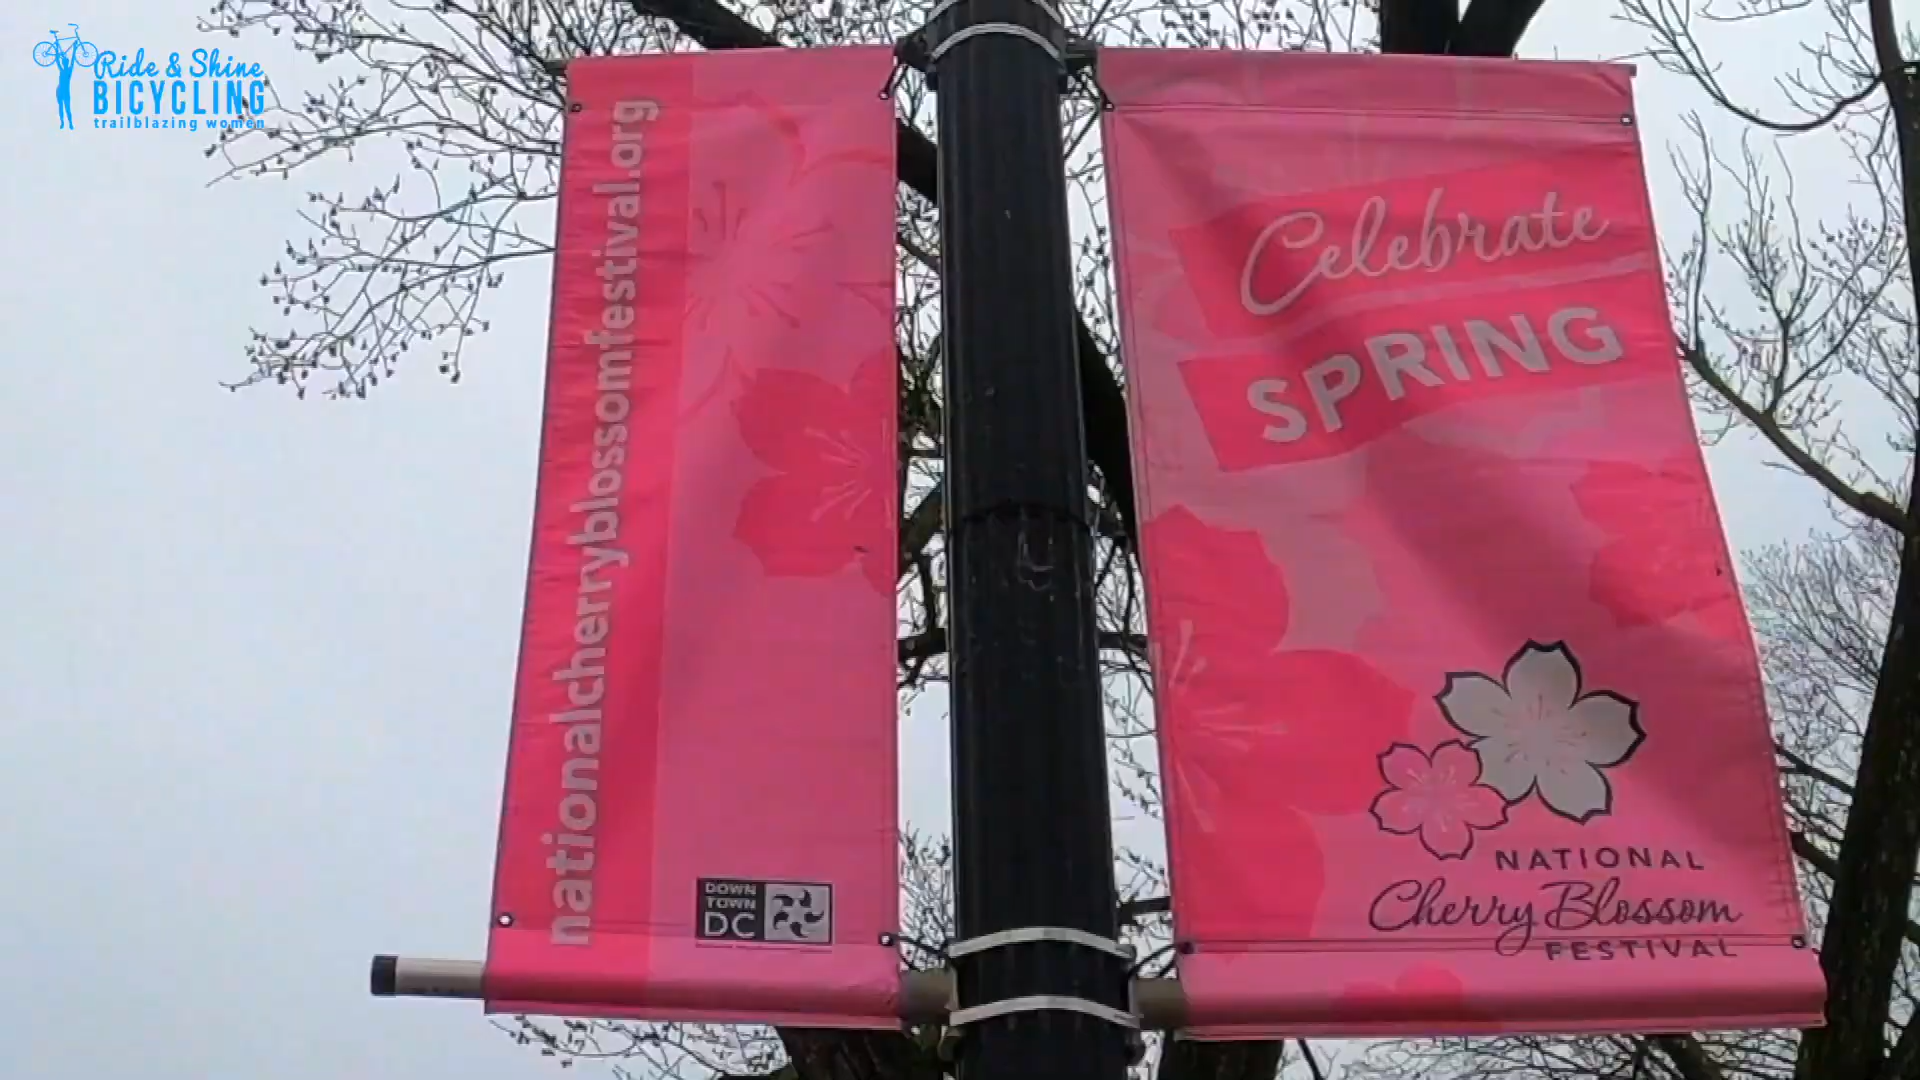 Ride & Shine
BICYCLING
trailblazing women
nationalcherryblossomfestival.org
DOWN
TOWN
DC
Celebrate
SPRING
NATIONAL
Cherry Blossom
FESTIVAL